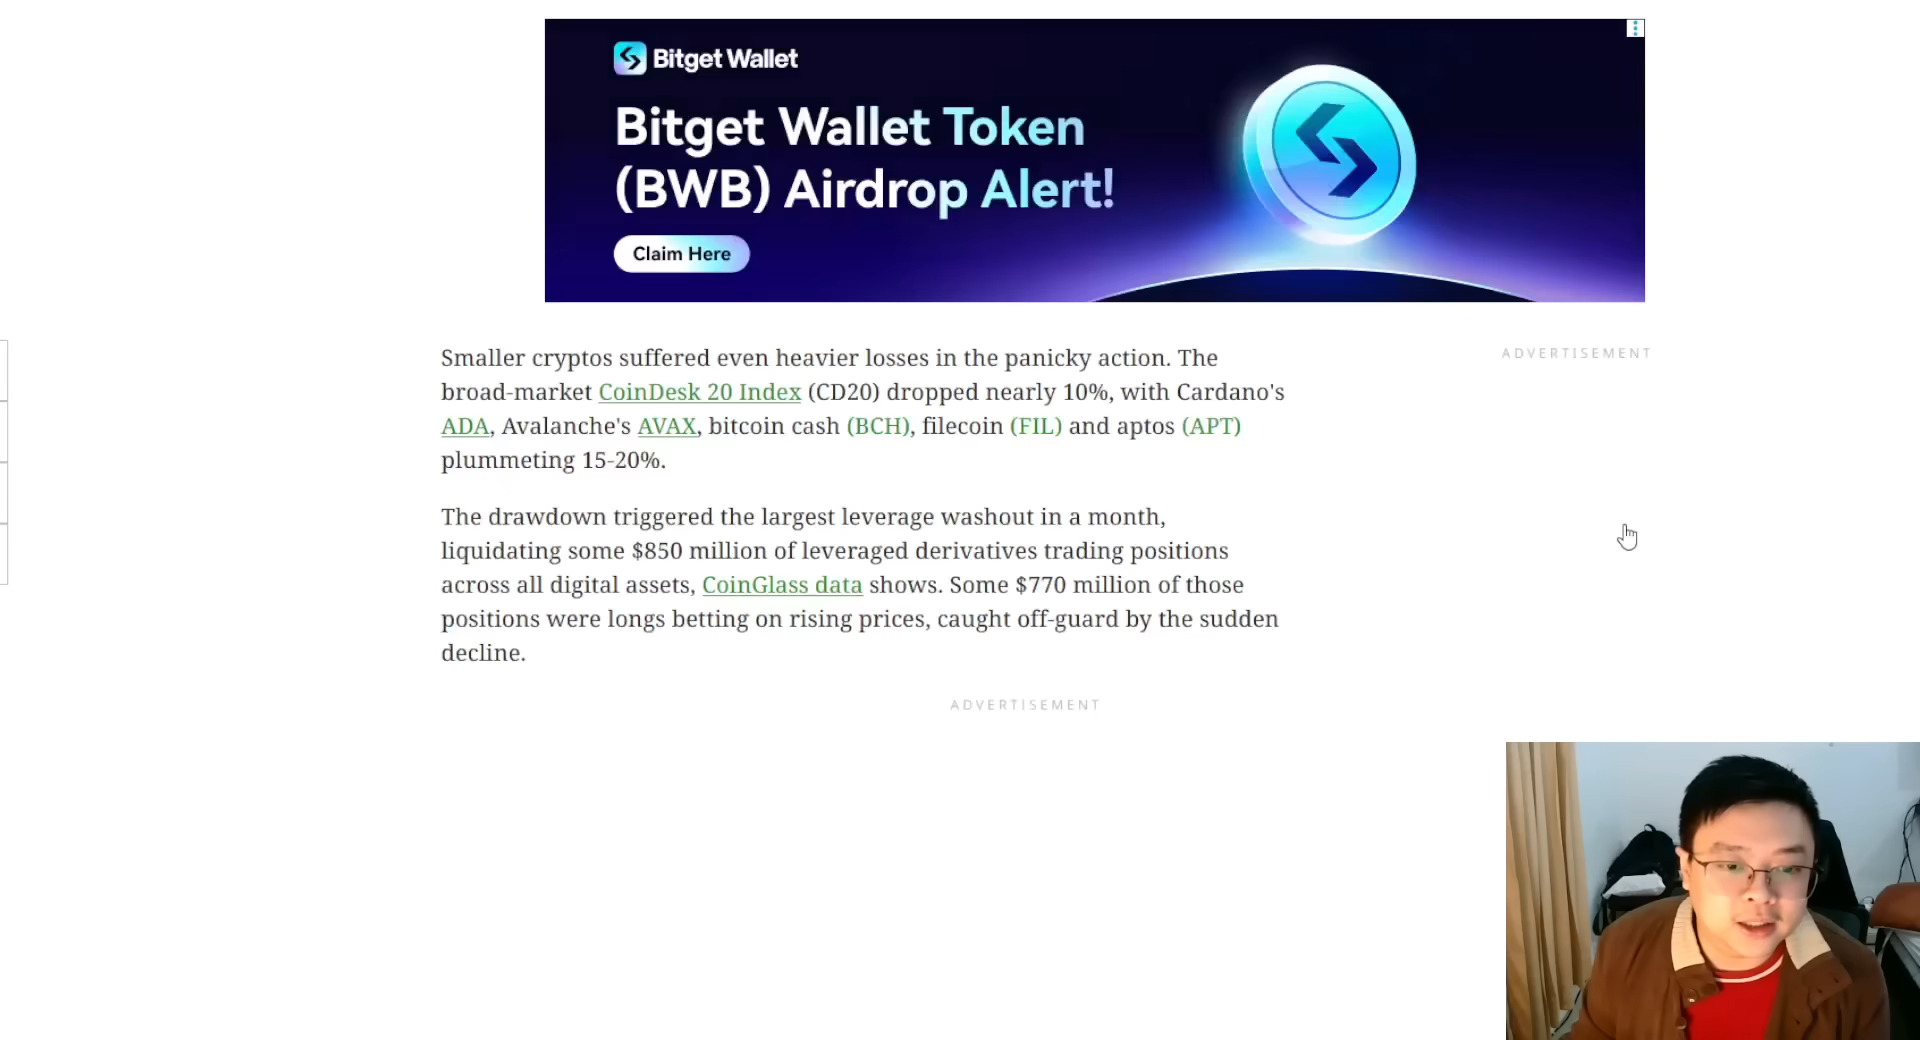 Bitget Wallet
Bitget Wallet Token
(BWB) Airdrop Alert!
Claim Here
Smaller cryptos suffered even heavier losses in the panicky action. The
broad-market CoinDesk 20 Index (CD20) dropped nearly 10%, with Cardano's
ADA, Avalanche's AVAX, bitcoin cash (BCH), filecoin (FIL) and aptos (APT)
plummeting 15-20%.
ADVERTISEMENT
The drawdown triggered the largest leverage washout in a month,
liquidating some $850 million of leveraged derivatives trading positions
across all digital assets, CoinGlass data shows. Some $770 million of those
positions were longs betting on rising prices, caught off-guard by the sudden
decline.
ADVERTISEMENT